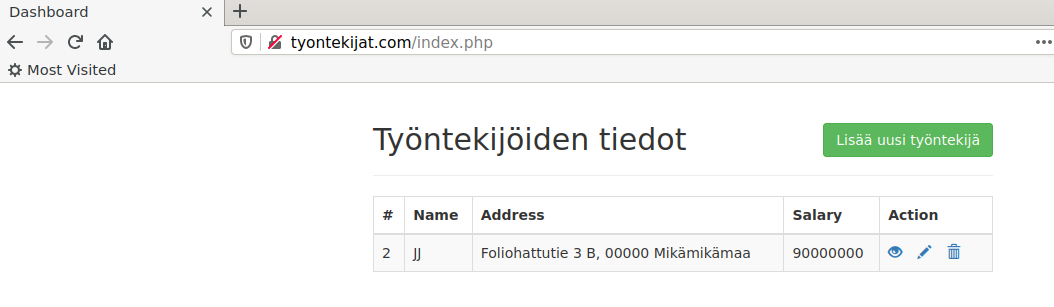 Dashboard
tyontekijat.com/index.php
Most Visited
Työntekijöiden tiedot
Lisää uusi työntekijä
# Name Address Salary Action
2 JJ Foliohattutie 3 B, 00000 Mikämikämaa 90000000